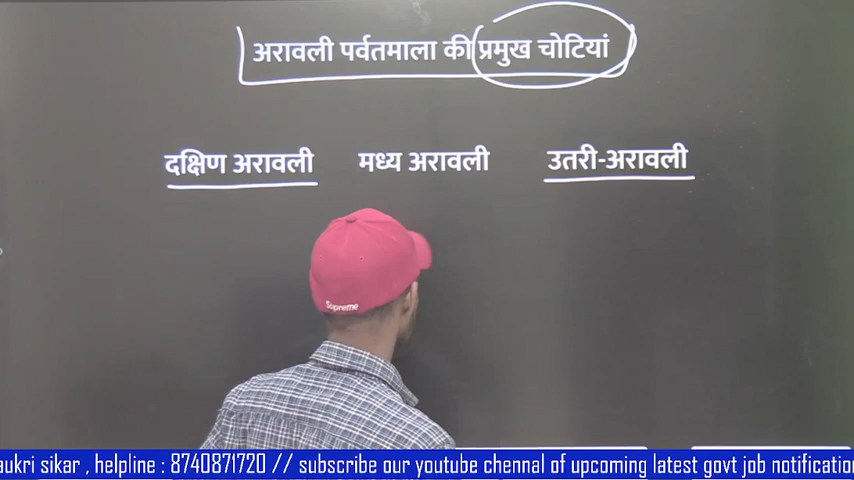 अरावली पर्वतमाला की प्रमुख चोटियां
दक्षिण अरावली मध्य अरावली उतरी-अरावली
Supreme
aukri sikar , helpline : 8740871720 // subscribe our youtube chennal of upcoming latest govt job notification